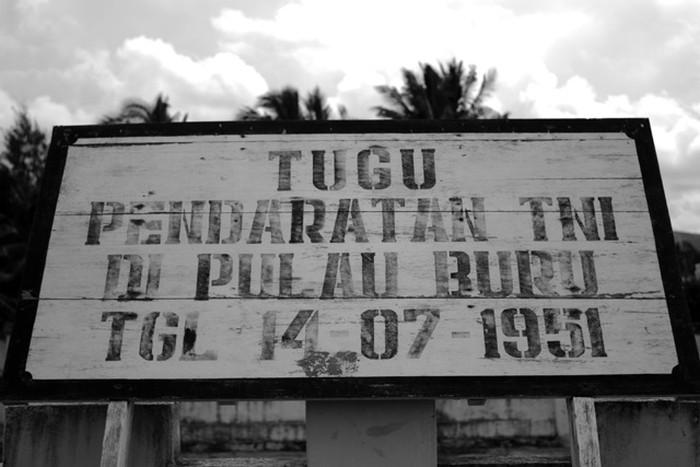 TUGU
PENDARATAN TNI
DI PULAU BURU
TGL 14-07-1951